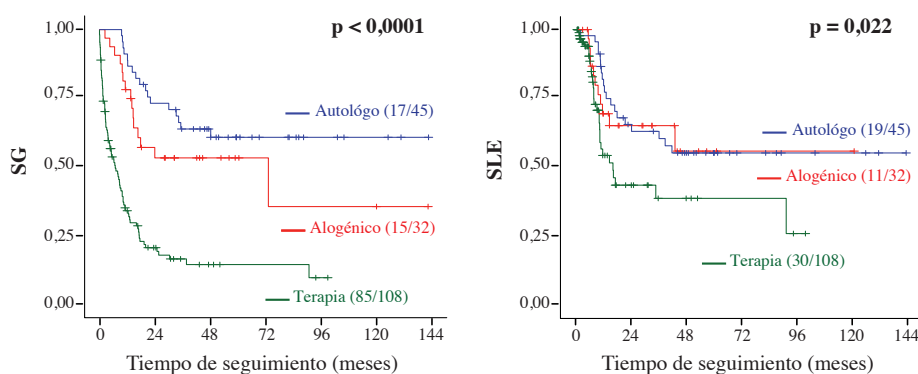 p < 0,0001
SG
1,00
0,75
0,50
0,25
0,00
Autológo (17/45)
Alogénico (15/32)
Terapia (85/108)
0 24 48 72 96 120 144
Tiempo de seguimiento (meses)
p = 0,022
SLE
1,00
0,75
0,50
0,25
0,00
Autológo (19/45)
Alogénico (11/32)
Terapia (30/108)
0 24 48 72 96 120 144
Tiempo de seguimiento (meses)